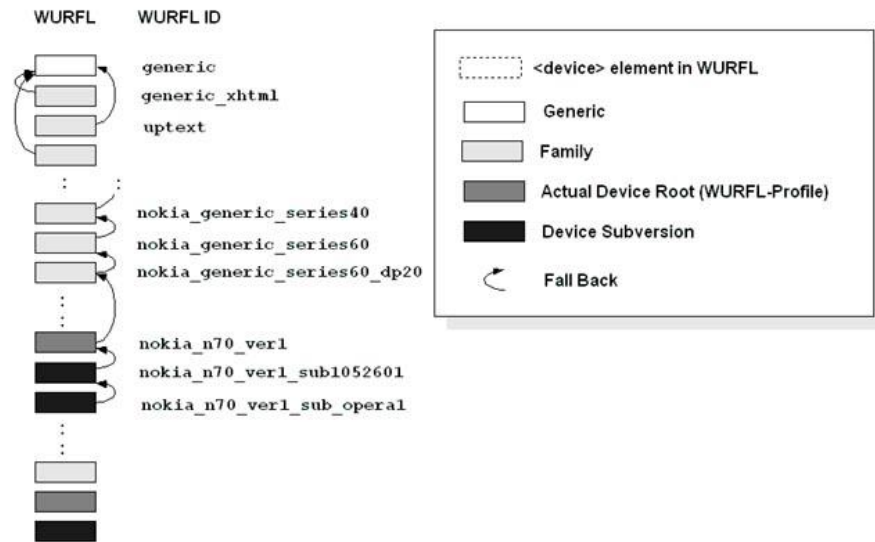 WURFL WURFL ID
generic
generic_xhtml
uptext
nokia_generic_series40
nokia_generic_series60
nokia_generic_series60_dp20
nokia_n70_ver1
nokia_n70_ver1_sub1052601
nokia_n70_ver1_sub_opera1
<device> element in WURFL
Generic
Family
Actual Device Root (WURFL-Profile)
Device Subversion
Fall Back